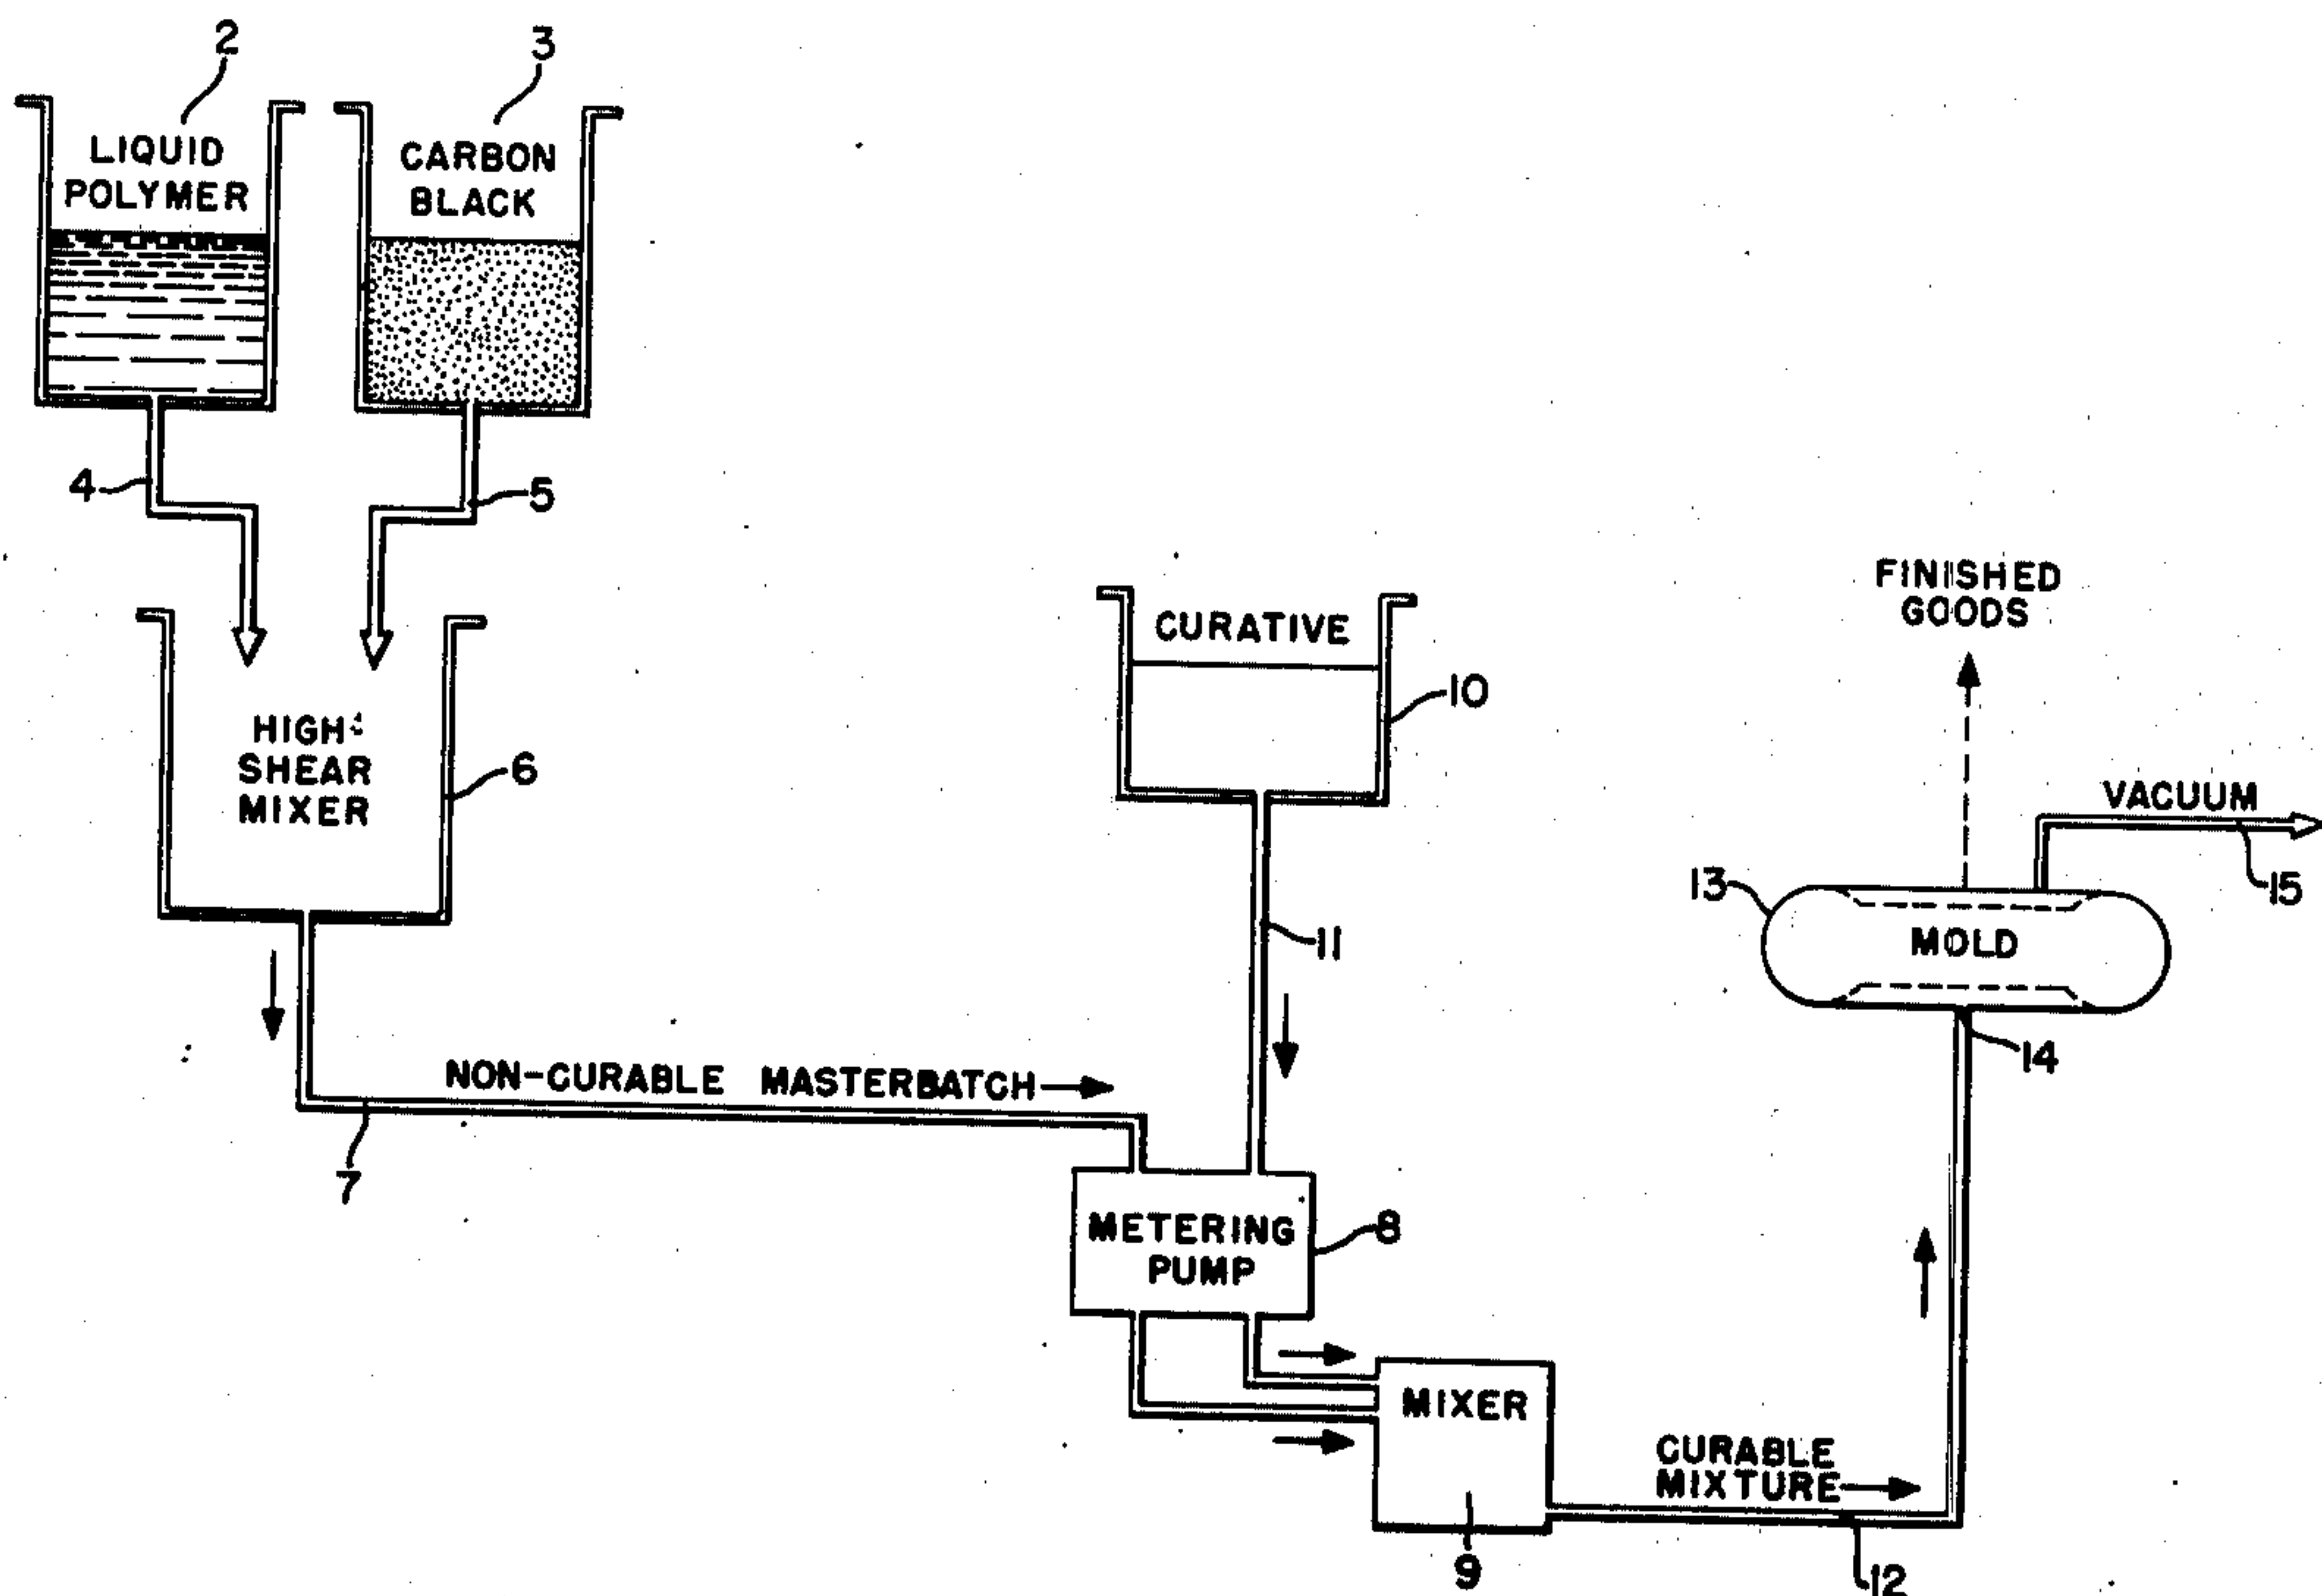 2
3
LIQUID
POLYMER
CARBON
BLACK
4
5
HIGH-
SHEAR
MIXER
6
CURATIVE
10
FINISHED
GOODS
VACUUM
15
13
MOLD
14
11
NON-CURABLE MASTERBATCH
7
METERING
PUMP
8
MIXER
9
CURABLE
MIXTURE
12